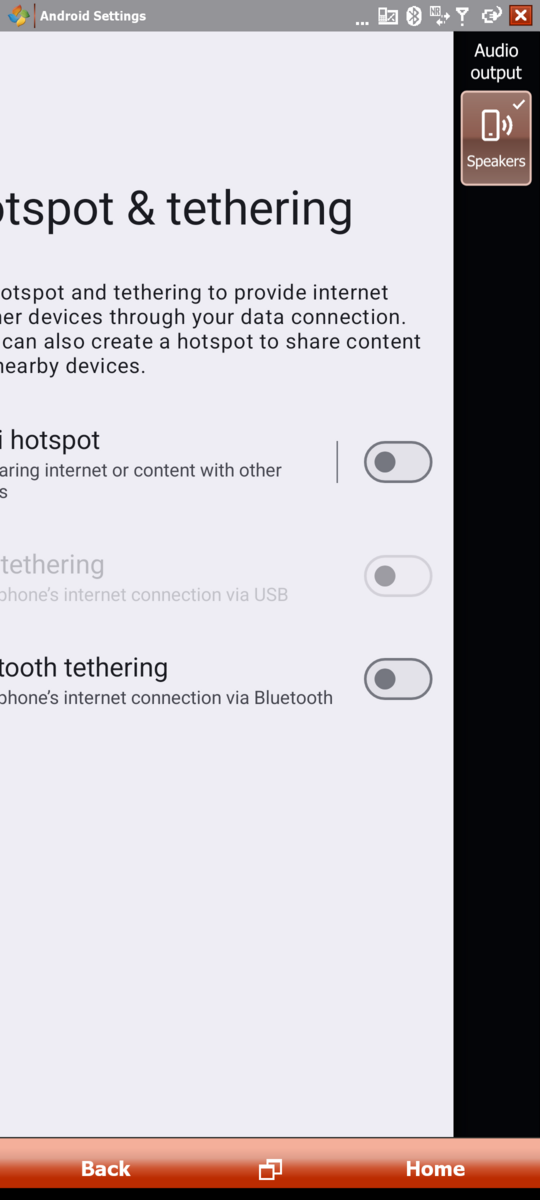 Android Settings
...
NR
Audio
output
Speakers
otspot & tethering
otspot and tethering to provide internet
ner devices through your data connection.
can also create a hotspot to share content
nearby devices.
i hotspot
aring internet or content with other
s
tethering
phone's internet connection via USB
tooth tethering
phone's internet connection via Bluetooth
Back
Home